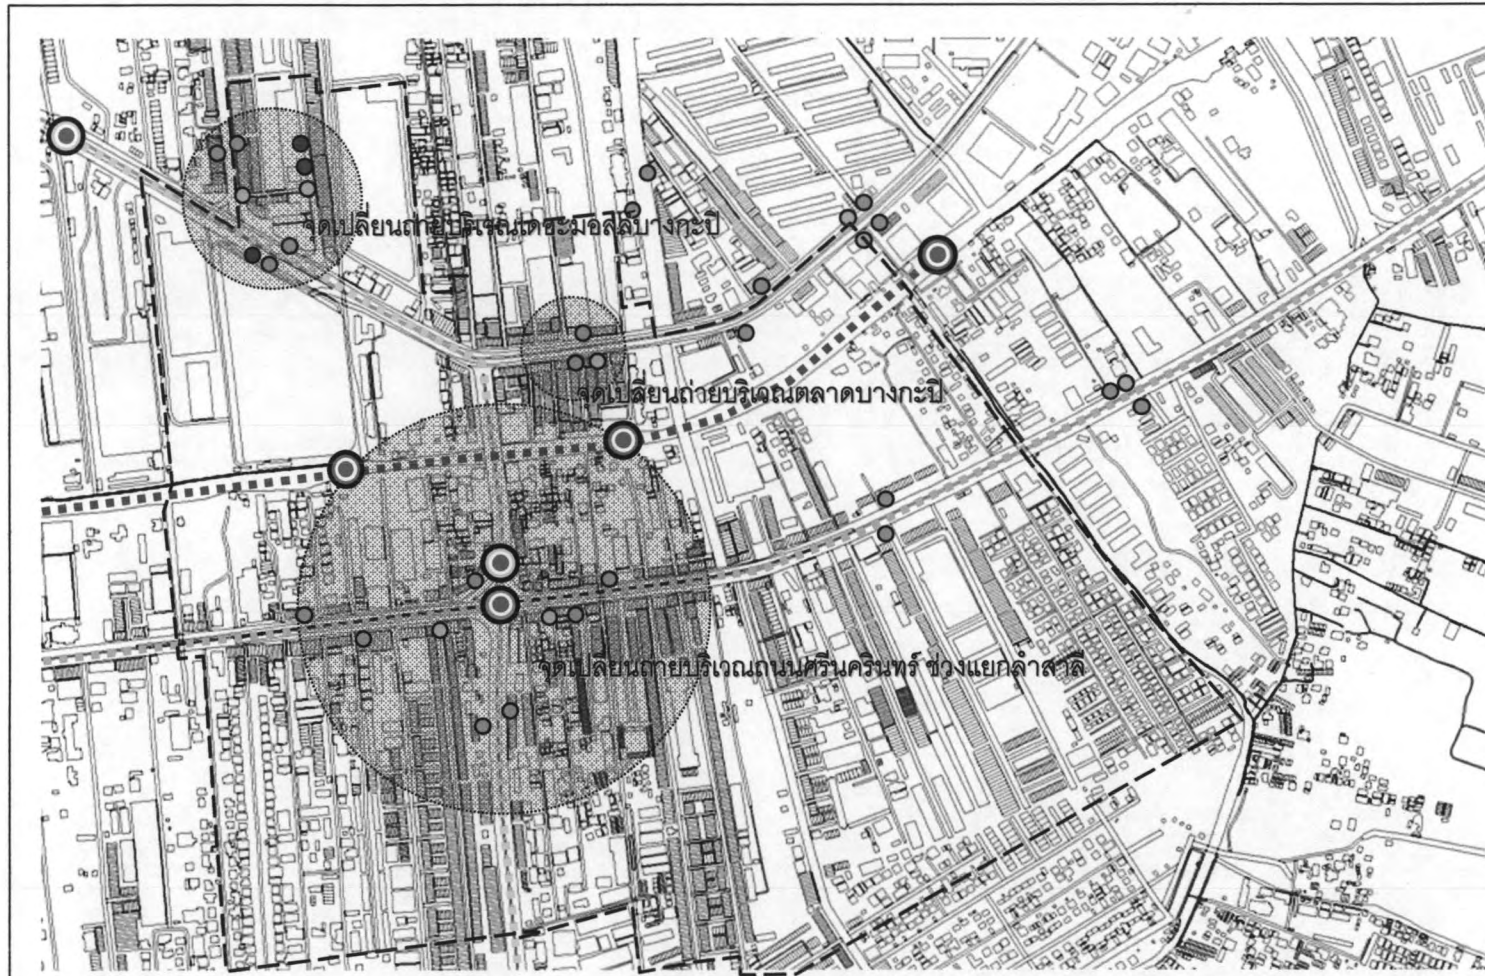 จุดเปลี่ยนถ่ายบริเวณเดอะมอลล์บางกะปิ
จุดเปลี่ยนถ่ายบริเวณตลาดบางกะปิ
จุดเปลี่ยนถ่ายบริเวณถนนศรีนครินทร์ ช่วงแยกลำสาลี